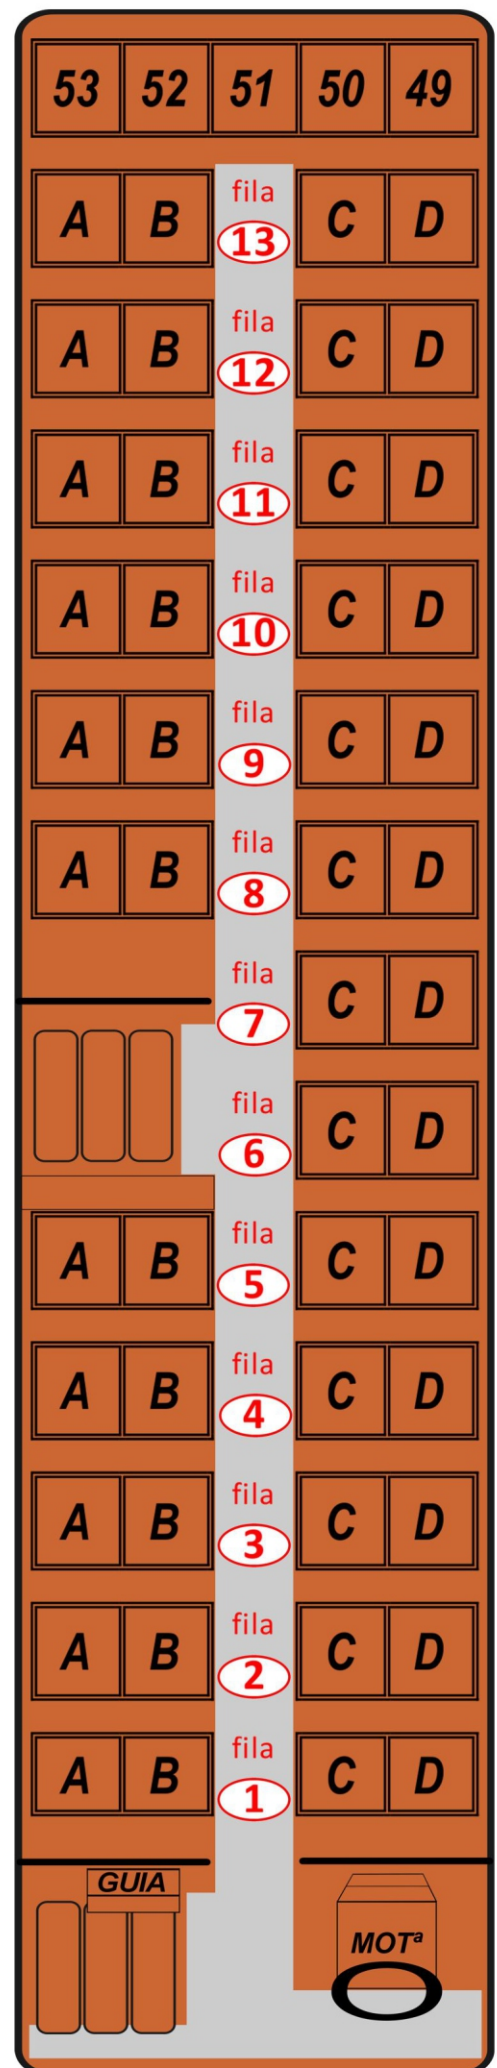 53 52 51 50 49
fila
A B 13 C D
fila
A B 12 C D
fila
A B 11 C D
fila
A B 10 C D
fila
A B 9 C D
fila
A B 8 C D
fila
7 C D
fila
6 C D
fila
A B 5 C D
fila
A B 4 C D
fila
A B 3 C D
fila
A B 2 C D
fila
A B 1 C D
GUIA
MOTª